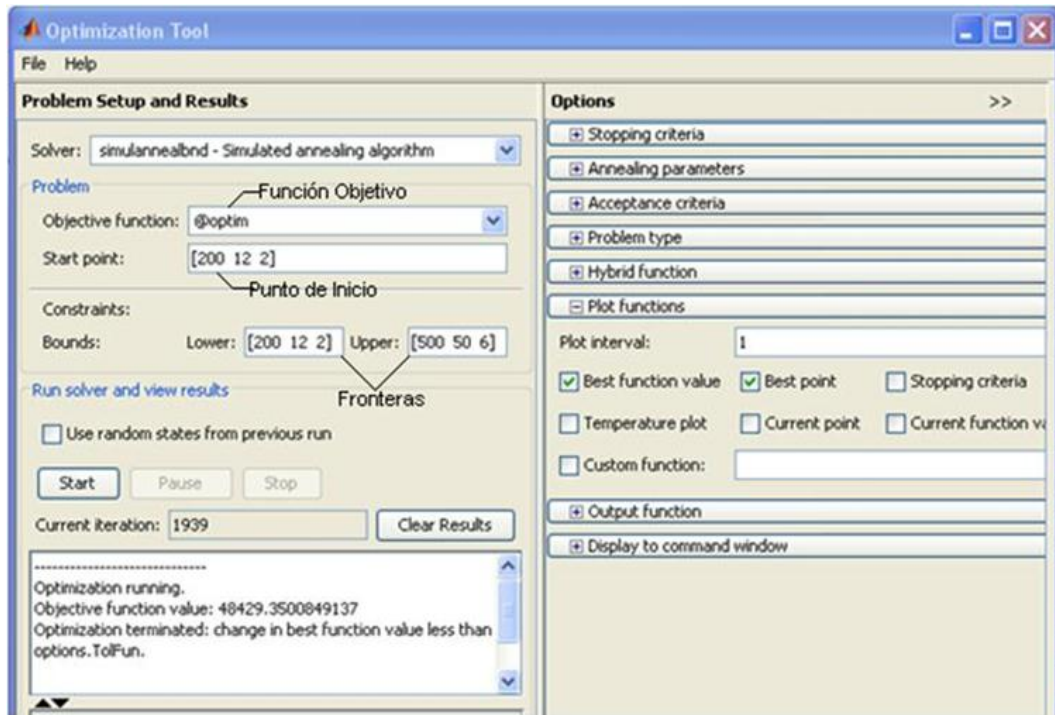 Optimization Tool
File Help
Problem Setup and Results
Solver: simulannealbnd - Simulated annealing algorithm
Problem
Función Objetivo
Objective function: @optim
Start point: [200 12 2]
Punto de Inicio
Constraints:
Bounds: Lower: [200 12 2] Upper: [500 50 6]
Fronteras
Run solver and view results
Use random states from previous run
Start Pause Stop
Current iteration: 1939 Clear Results
Optimization running.
Objective function value: 48429.3500849137
Optimization terminated: change in best function value less than
options.TolFun.
Options >>
Stopping criteria
Annealing parameters
Acceptance criteria
Problem type
Hybrid function
Plot functions
Plot interval: 1
Best function value Best point Stopping criteria
Temperature plot Current point Current function
Custom function:
Output function
Display to command window